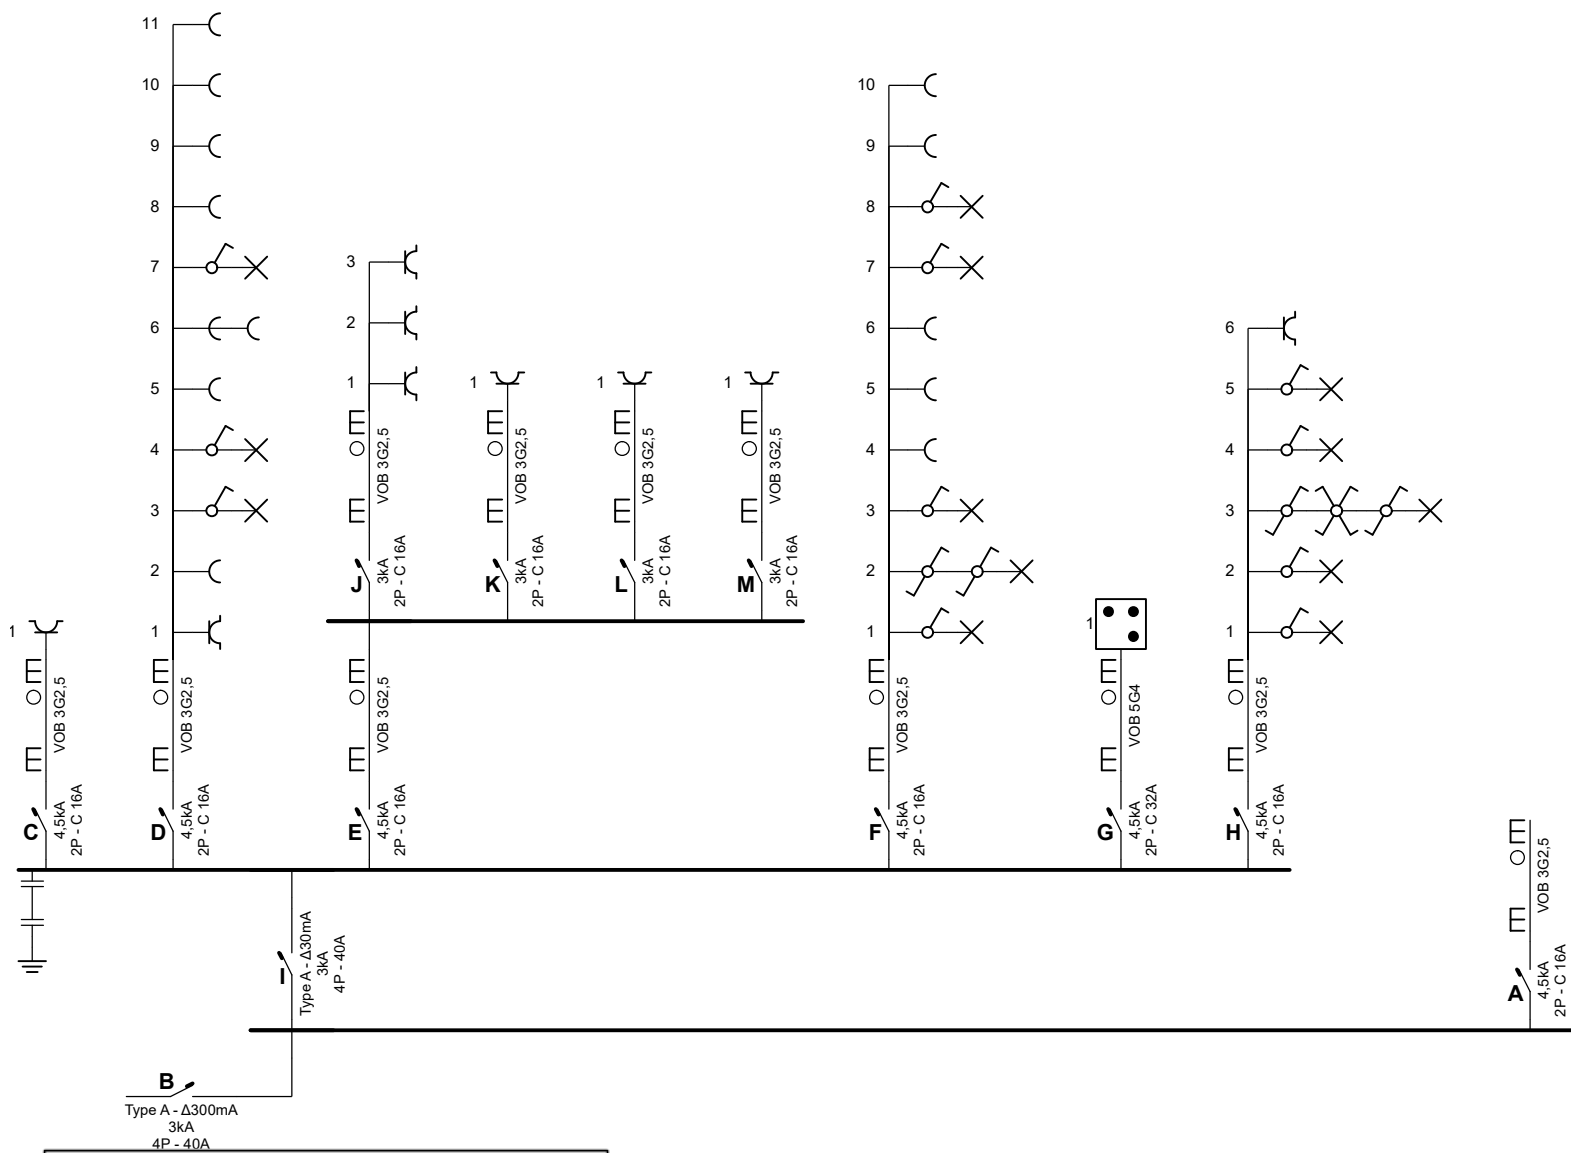 11
10
9
8
7
6
5
4
3
2
1
3
2
1
1
1
1
10
9
8
7
6
5
4
3
2
1
1
6
5
4
3
2
1
1
VOB 3G2,5
J
3kA
2P - C 16A
VOB 3G2,5
K
3kA
2P - C 16A
VOB 3G2,5
L
3kA
2P - C 16A
VOB 3G2,5
M
3kA
2P - C 16A
VOB 3G2,5
C
4,5kA
2P - C 16A
VOB 3G2,5
D
4,5kA
2P - C 16A
VOB 3G2,5
E
4,5kA
2P - C 16A
VOB 3G2,5
F
4,5kA
2P - C 16A
VOB 5G4
G
4,5kA
2P - C 32A
VOB 3G2,5
H
4,5kA
2P - C 16A
VOB 3G2,5
A
4,5kA
2P - C 16A
I
Type A - Δ30mA
3kA
4P - 40A
B
Type A - Δ300mA
3kA
4P - 40A